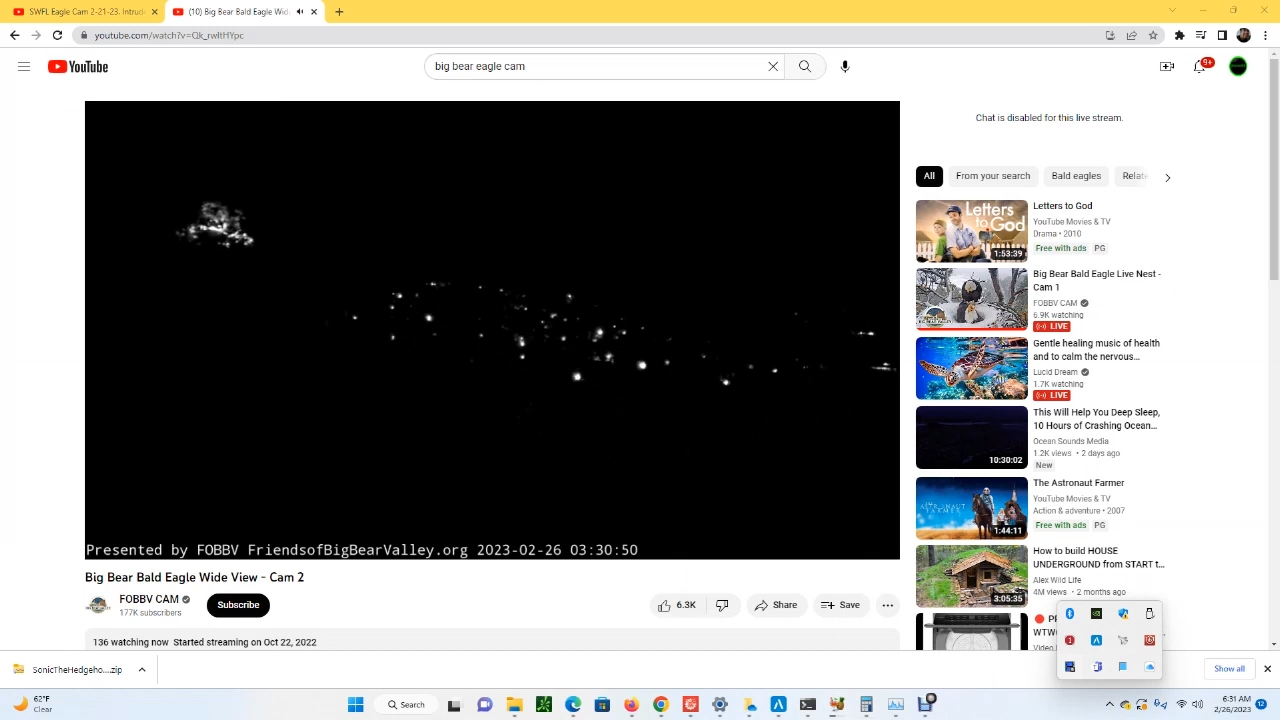 SWFL Eagle Cam 2-21-23. Intrud
(10) Big Bear Bald Eagle Wid
youtube.com/watch?v=Qk_rwltHYpc
YouTube
big bear eagle cam
9+
Chat is disabled for this live stream.
All
From your search
Bald eagles
Relate
Letters to God
Letters to God
YouTube Movies & TV
Drama • 2010
Free with ads PG
1:53:39
Big Bear Bald Eagle Live Nest -
Cam 1
FOBBV CAM
6.9K watching
LIVE
Gentle healing music of health
and to calm the nervous...
Lucid Dream
1.7K watching
LIVE
This Will Help You Deep Sleep,
10 Hours of Crashing Ocean...
Ocean Sounds Media
1.2K views • 2 days ago
New
10:30:02
The Astronaut Farmer
YouTube Movies & TV
Action & adventure • 2007
Free with ads PG
ASTRONAUT
FARMER
1:44:11
How to build HOUSE
UNDERGROUND from START t...
Alex Wild Life
4M views • 2 months ago
3:05:35
Presented by FOBBV FriendsofBigBearValley.org 2023-02-26 03:30:50
Big Bear Bald Eagle Wide View - Cam 2
FOBBV CAM
177K subscribers
Subscribe
6.3K
Share
Save
136 watching now Started streaming on Oct 22, 2022
SonicTheHedgeho....zip
Show all
62°F
Clear
Search
6:31 AM
2/26/2023
12